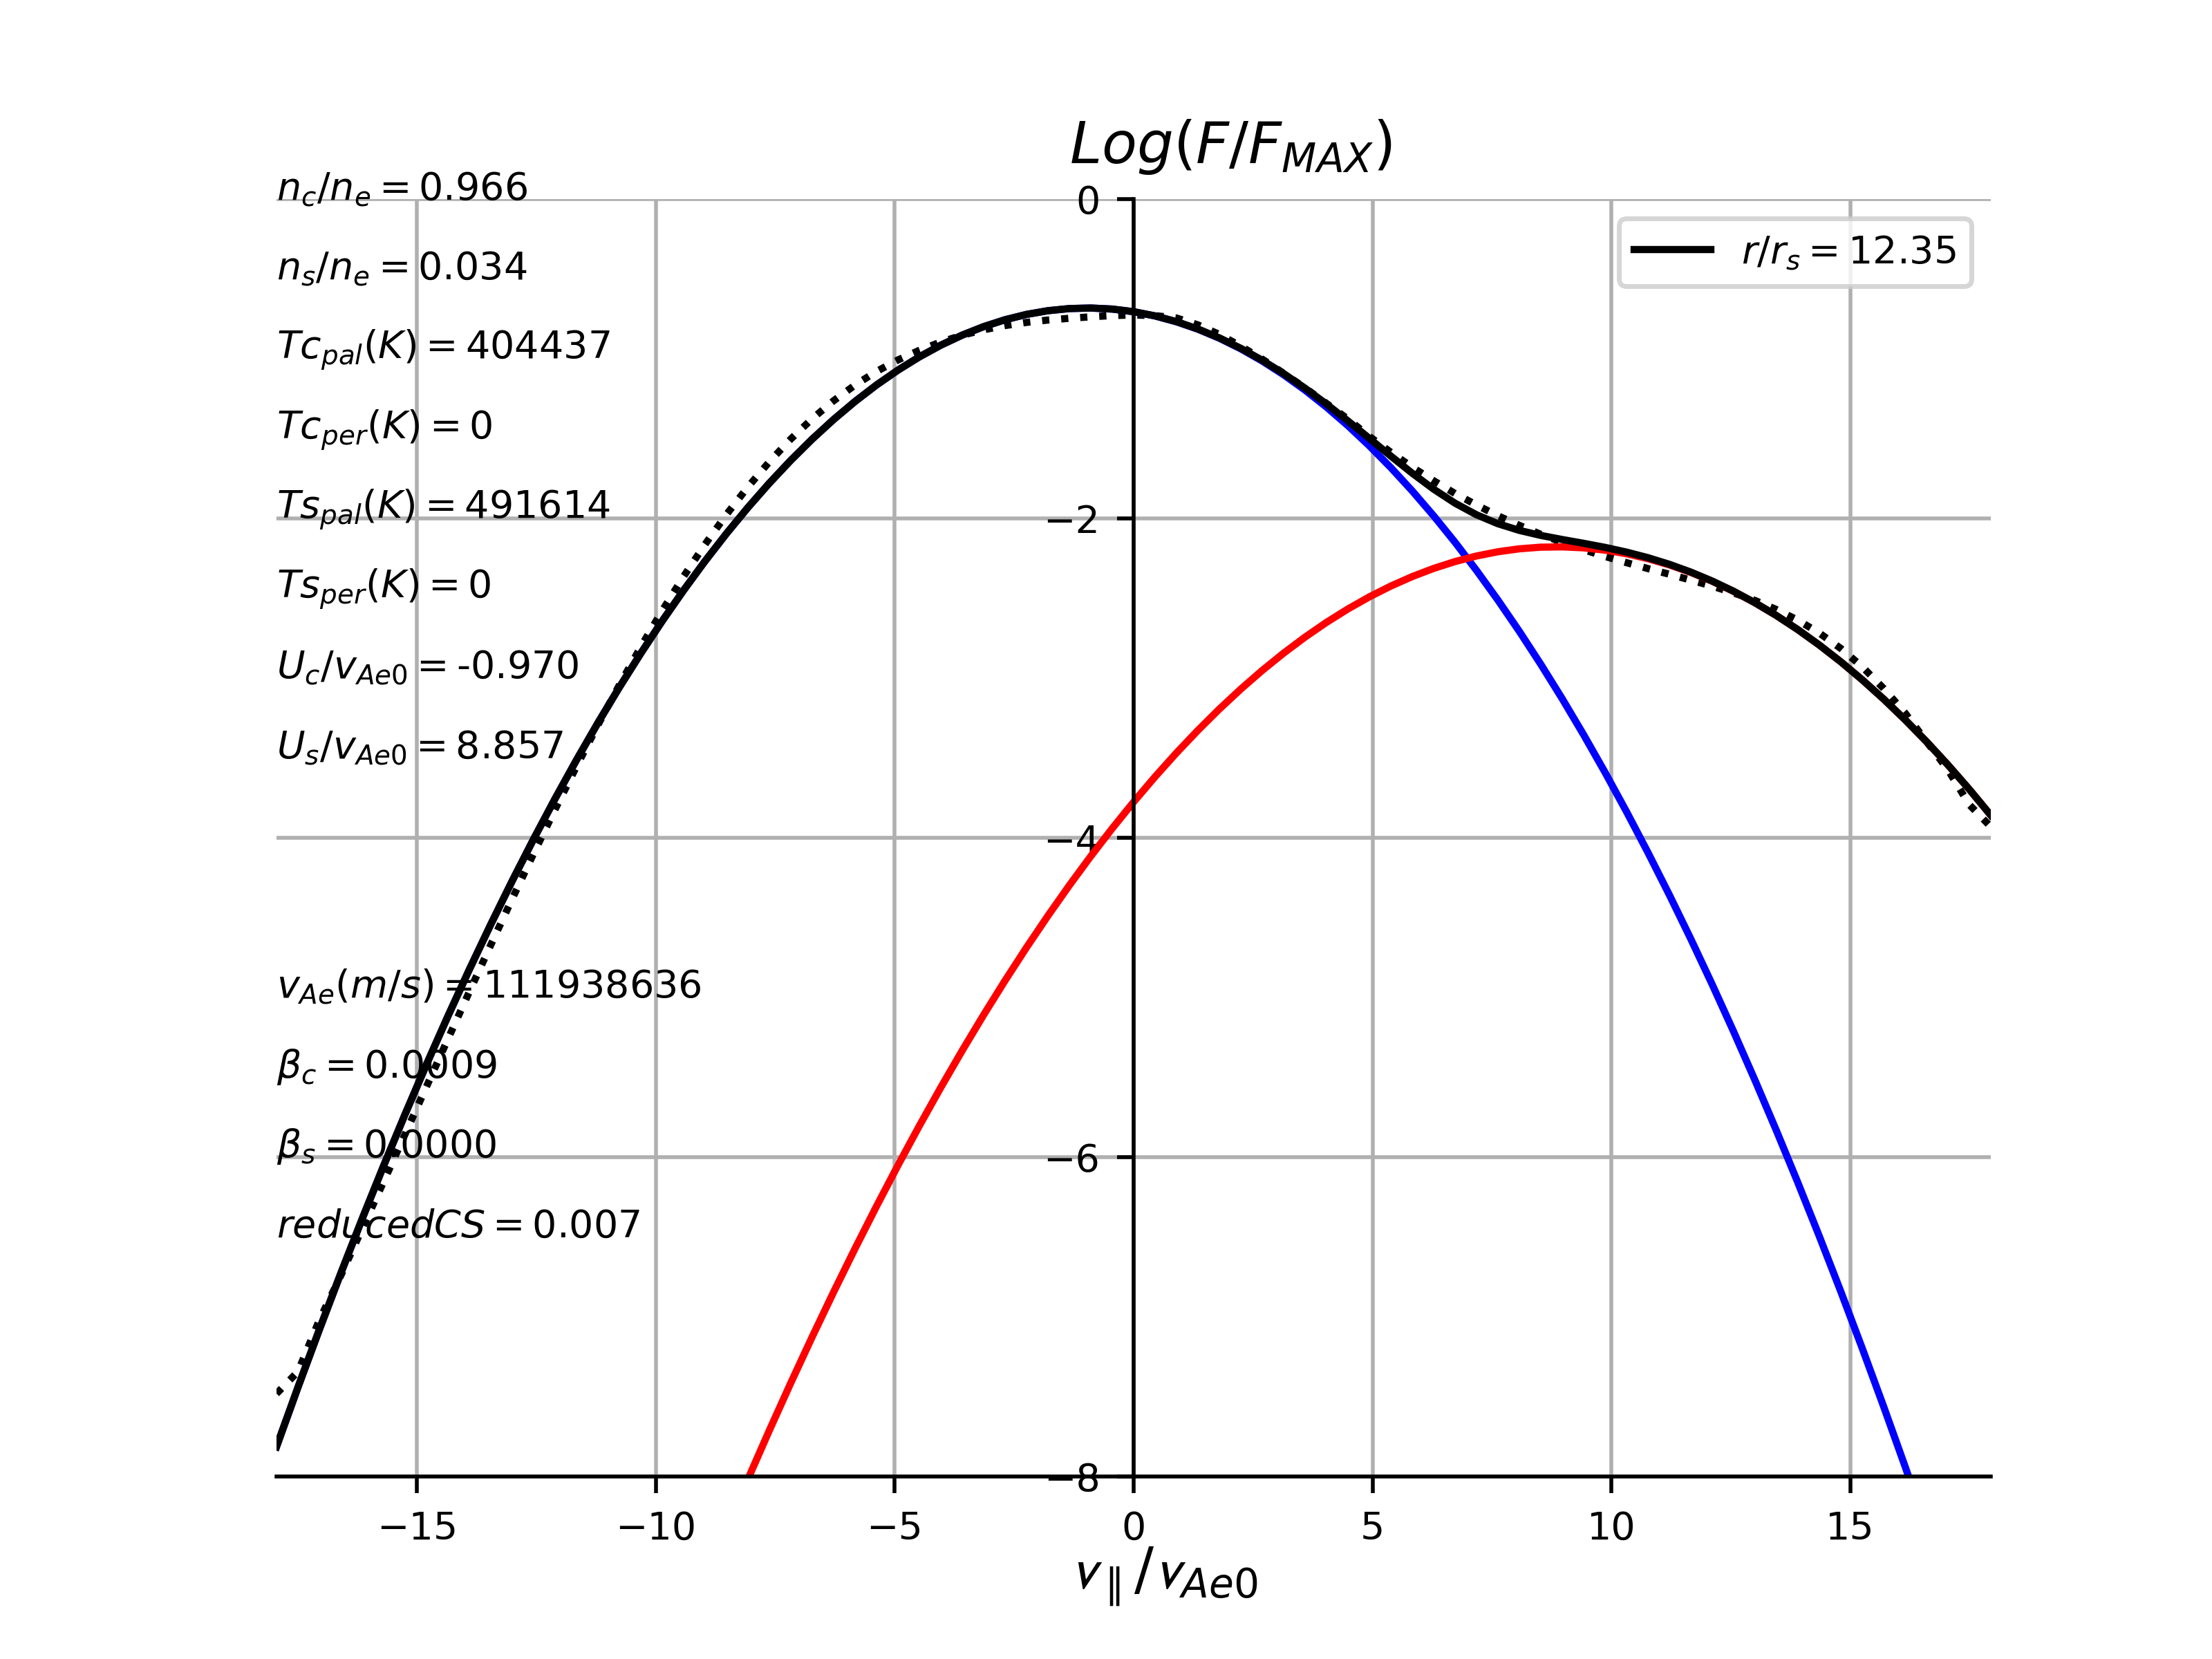 Log(F/F_MAX)
n_c/n_e = 0.966
n_s/n_e = 0.034
Tc_pal(K) = 404437
Tc_per(K) = 0
Ts_pal(K) = 491614
Ts_per(K) = 0
U_c/v_Ae0 = -0.970
U_s/v_Ae0 = 8.857
v_Ae(m/s) = 111938636
β_c = 0.0009
β_s = 0.0000
reducedCS = 0.007
r/r_s = 12.35
0
−2
−4
−6
−8
−15 −10 −5 0 5 10 15
v_∥/v_Ae0